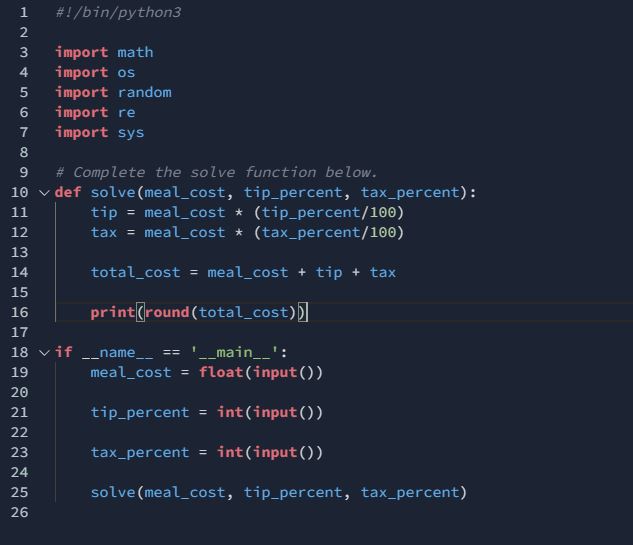 1 #!/bin/python3
2
3 import math
4 import os
5 import random
6 import re
7 import sys
8
9 # Complete the solve function below.
10 def solve(meal_cost, tip_percent, tax_percent):
11     tip = meal_cost * (tip_percent/100)
12     tax = meal_cost * (tax_percent/100)
13
14     total_cost = meal_cost + tip + tax
15
16     print(round(total_cost))
17
18 if __name__ == '__main__':
19     meal_cost = float(input())
20
21     tip_percent = int(input())
22
23     tax_percent = int(input())
24
25     solve(meal_cost, tip_percent, tax_percent)
26